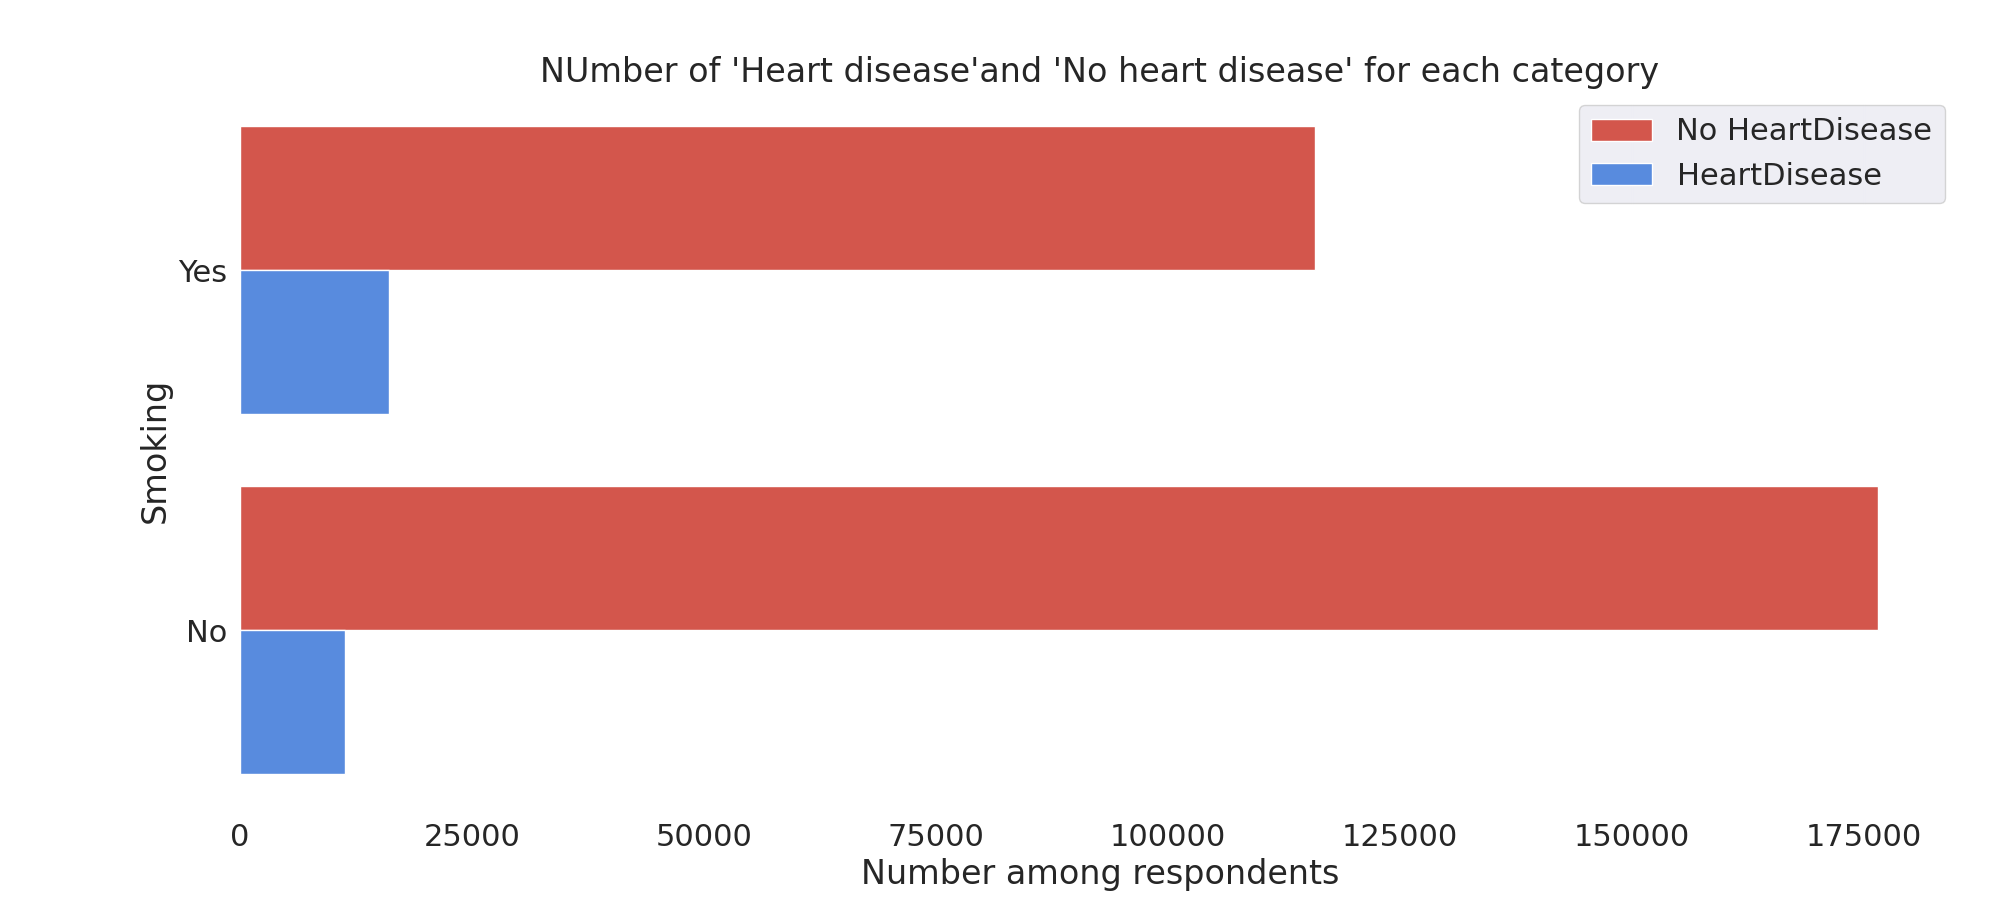 NUmber of 'Heart disease'and 'No heart disease' for each category
No HeartDisease
HeartDisease
Yes
Smoking
No
0 25000 50000 75000 100000 125000 150000 175000
Number among respondents